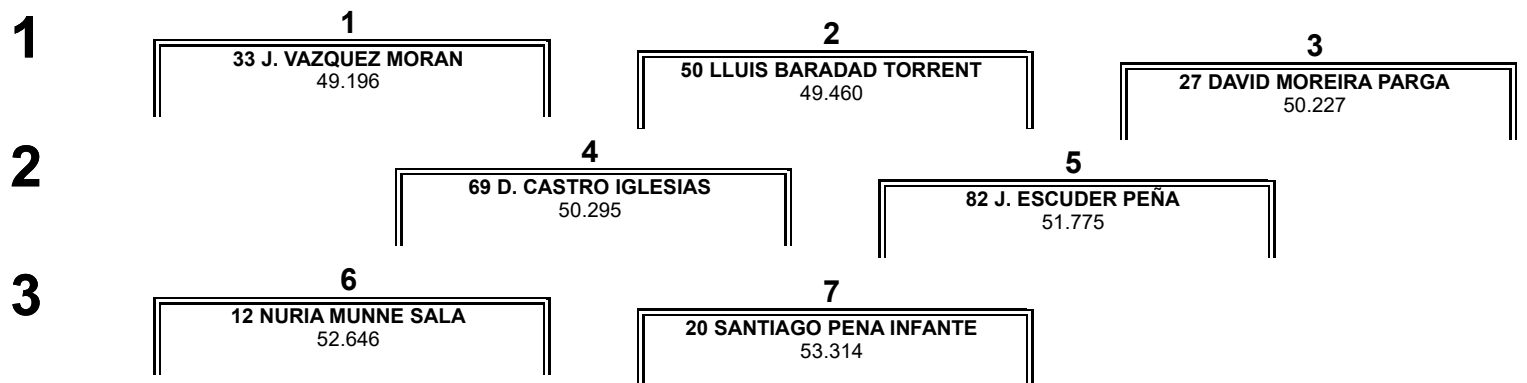 1
1
33 J. VAZQUEZ MORAN
49.196
2
50 LLUIS BARADAD TORRENT
49.460
3
27 DAVID MOREIRA PARGA
50.227
2
4
69 D. CASTRO IGLESIAS
50.295
5
82 J. ESCUDER PEÑA
51.775
3
6
12 NURIA MUNNE SALA
52.646
7
20 SANTIAGO PENA INFANTE
53.314